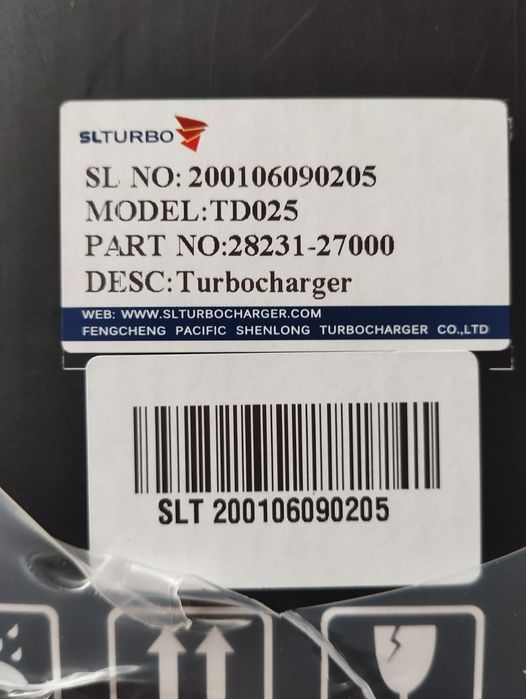 SLTURBO
SL NO: 200106090205
MODEL:TD025
PART NO:28231-27000
DESC:Turbocharger
WEB: WWW.SLTURBOCHARGER.COM
FENGCHENG PACIFIC SHENLONG TURBOCHARGER CO.,LTD
SLT 200106090205